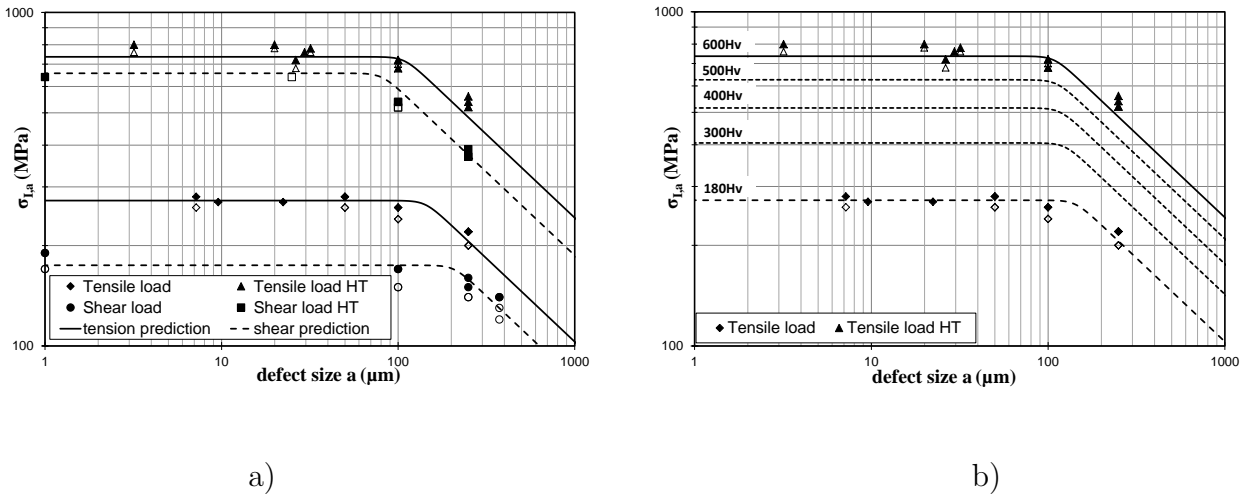 1000
100
1 10 100 1000
σI,a (MPa)
defect size a (µm)
Tensile load Tensile load HT
Shear load Shear load HT
tension prediction shear prediction
a)
1000
100
1 10 100 1000
σI,a (MPa)
defect size a (µm)
600Hv
500Hv
400Hv
300Hv
180Hv
Tensile load Tensile load HT
b)